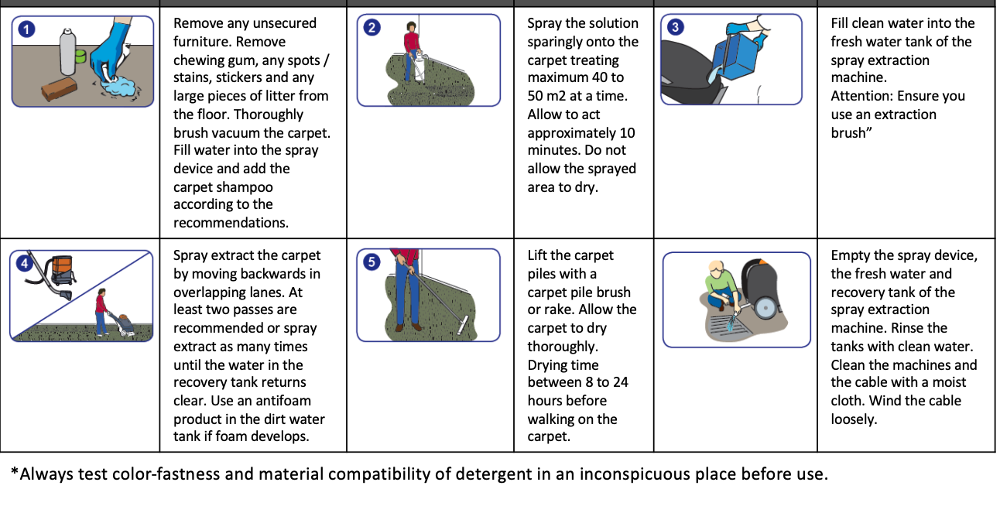 1
Remove any unsecured
furniture. Remove
chewing gum, any spots /
stains, stickers and any
large pieces of litter from
the floor. Thoroughly
brush vacuum the carpet.
Fill water into the spray
device and add the
carpet shampoo
according to the
recommendations.
2
Spray the solution
sparingly onto the
carpet treating
maximum 40 to
50 m2 at a time.
Allow to act
approximately 10
minutes. Do not
allow the sprayed
area to dry.
3
Fill clean water into the
fresh water tank of the
spray extraction
machine.
Attention: Ensure you
use an extraction
brush”
4
Spray extract the carpet
by moving backwards in
overlapping lanes. At
least two passes are
recommended or spray
extract as many times
until the water in the
recovery tank returns
clear. Use an antifoam
product in the dirt water
tank if foam develops.
5
Lift the carpet
piles with a
carpet pile brush
or rake. Allow the
carpet to dry
thoroughly.
Drying time
between 8 to 24
hours before
walking on the
carpet.
Empty the spray device,
the fresh water and
recovery tank of the
spray extraction
machine. Rinse the
tanks with clean water.
Clean the machines and
the cable with a moist
cloth. Wind the cable
loosely.
*Always test color-fastness and material compatibility of detergent in an inconspicuous place before use.